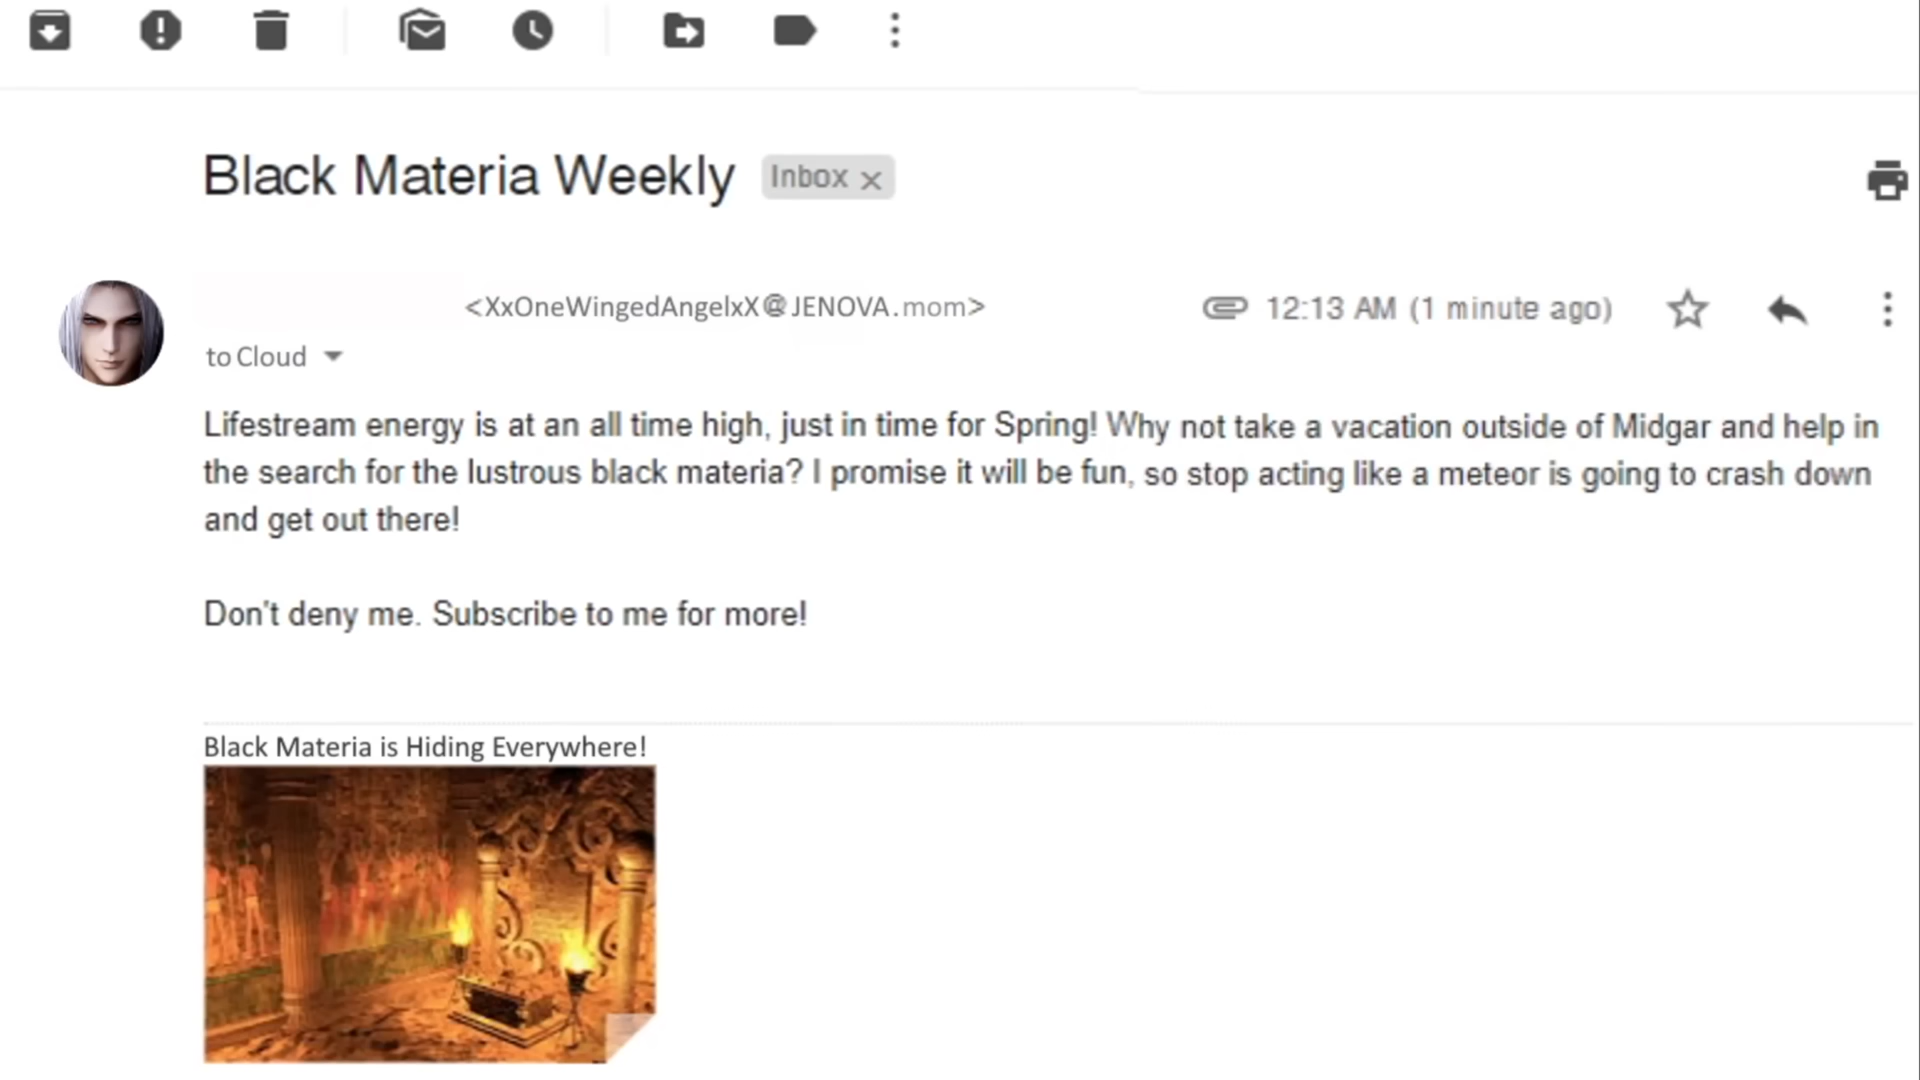 Black Materia Weekly Inbox x
<XxOneWingedAngelxX@JENOVA.mom> 12:13 AM (1 minute ago)
to Cloud
Lifestream energy is at an all time high, just in time for Spring! Why not take a vacation outside of Midgar and help in
the search for the lustrous black materia? I promise it will be fun, so stop acting like a meteor is going to crash down
and get out there!
Don't deny me. Subscribe to me for more!
Black Materia is Hiding Everywhere!